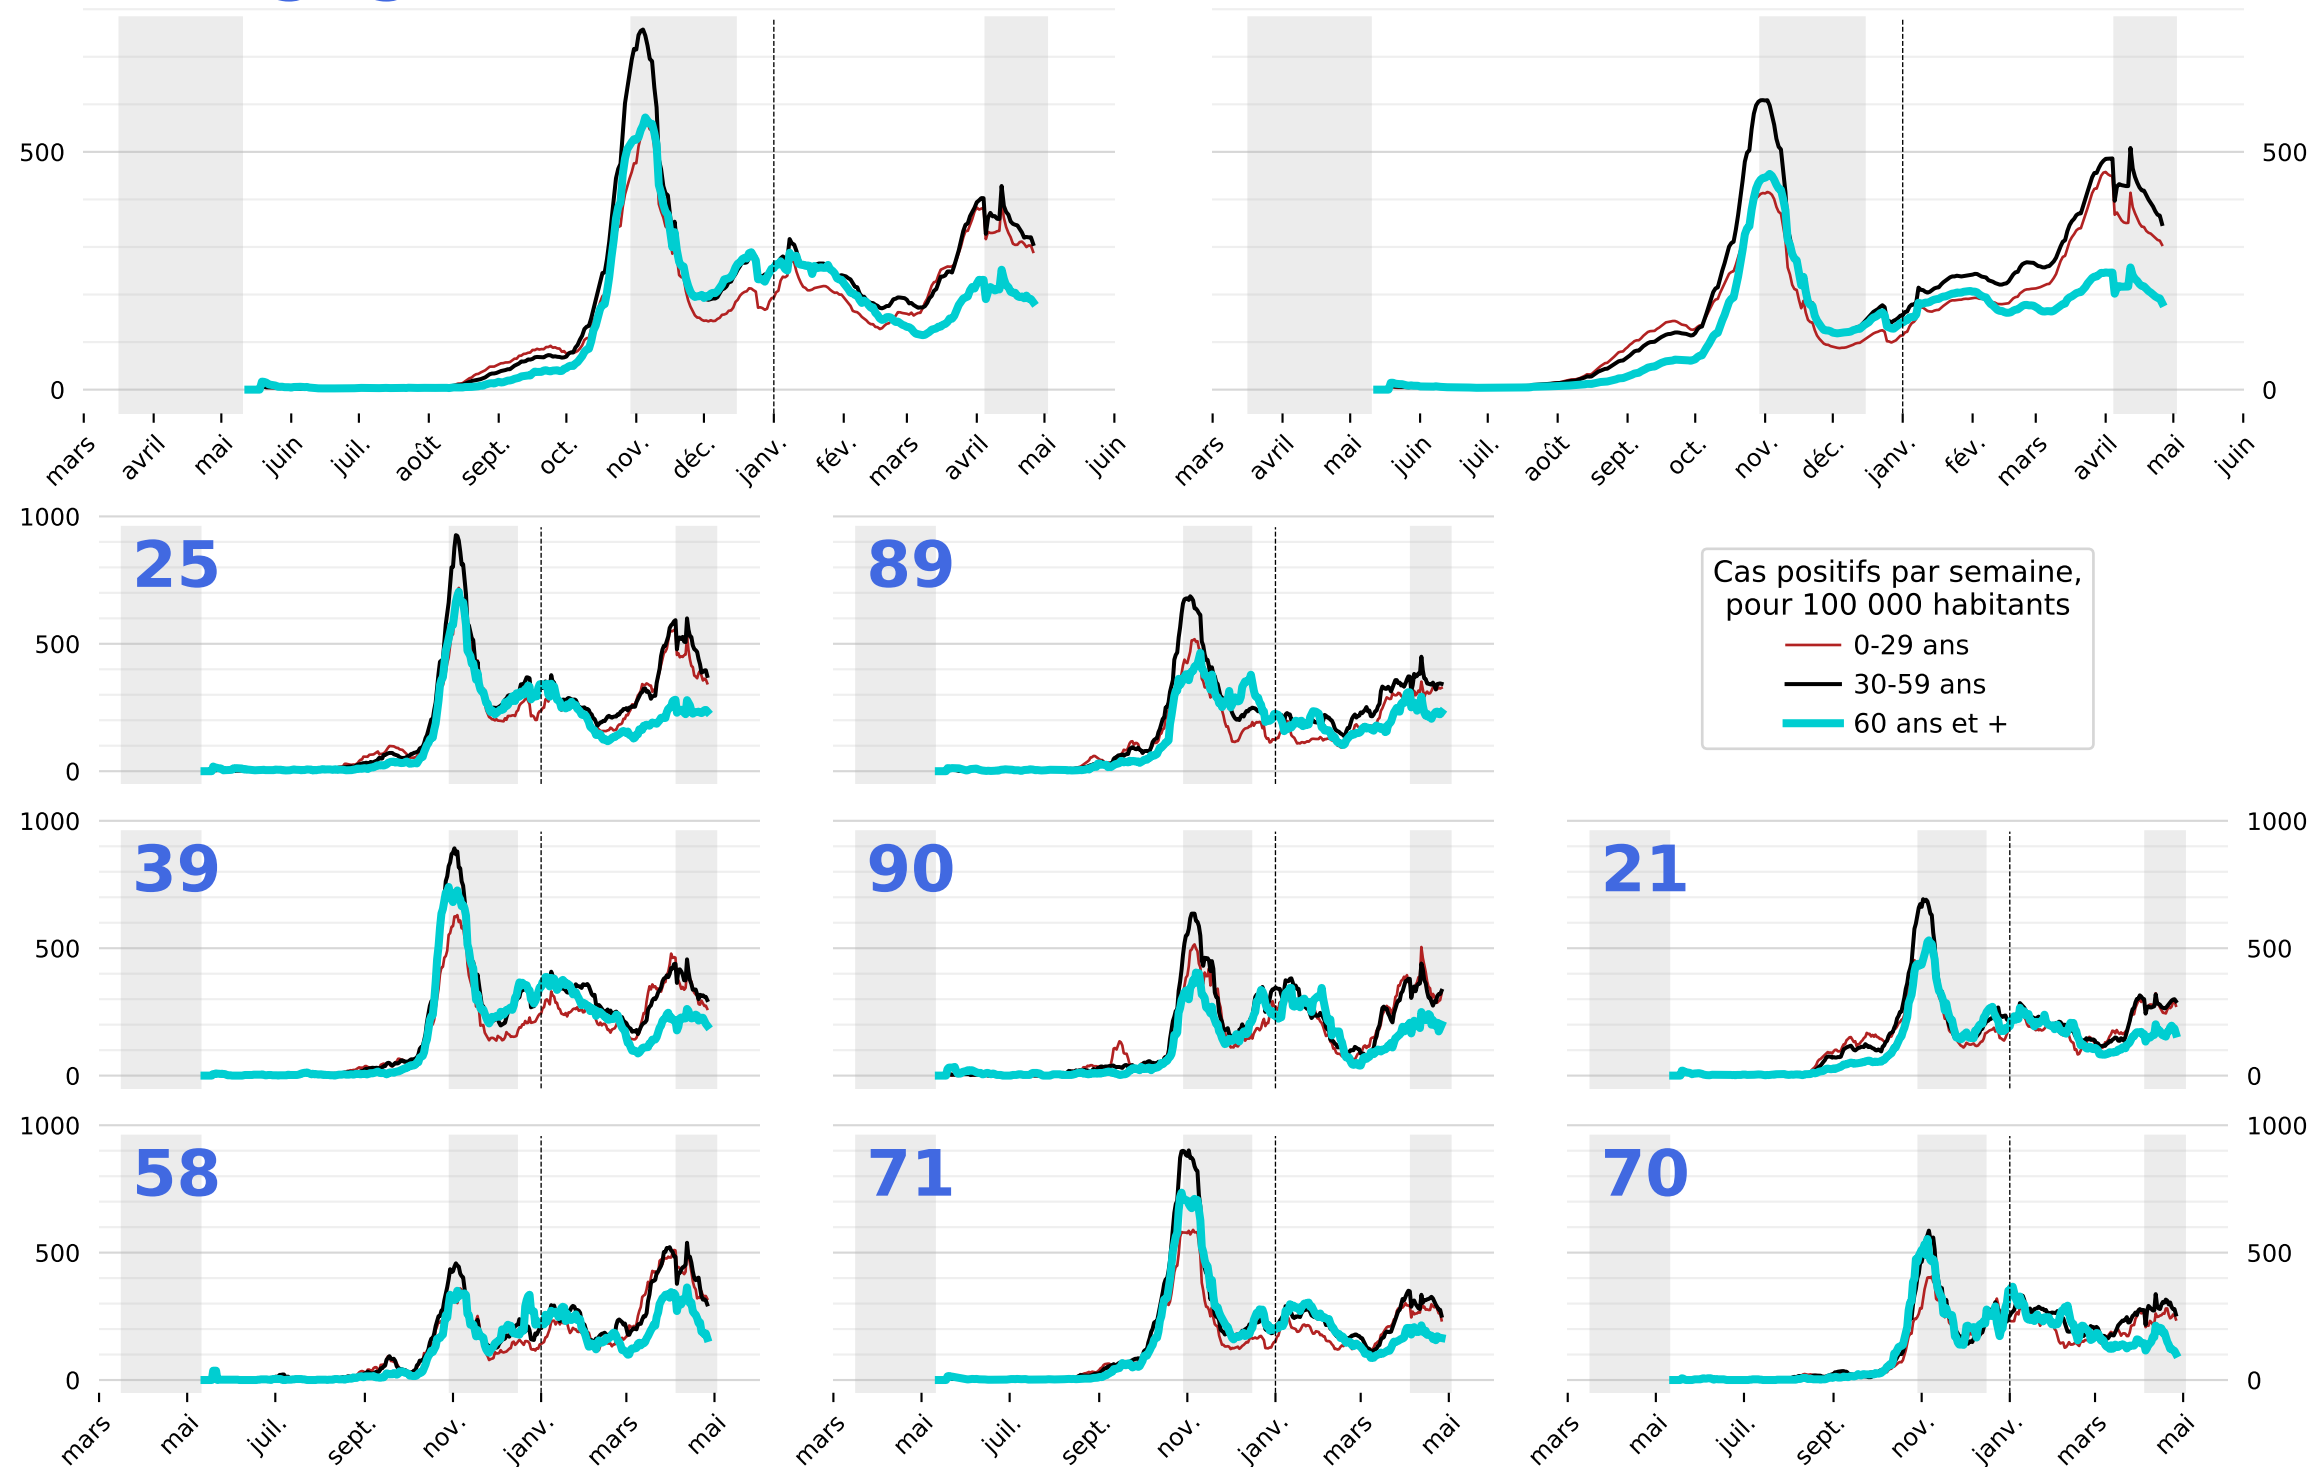 500
0
mars avril mai juin juil. août sept. oct. nov. déc. janv. fév. mars avril mai juin
500
0
mars avril mai juin juil. août sept. oct. nov. déc. janv. fév. mars avril mai juin
1000
500
0
25
89
Cas positifs par semaine,
pour 100 000 habitants
0-29 ans
30-59 ans
60 ans et +
1000
500
0
39
90
21
1000
500
0
1000
500
0
58
71
70
1000
500
0
mars mai juil. sept. nov. janv. mars mai
mars mai juil. sept. nov. janv. mars mai
mars mai juil. sept. nov. janv. mars mai